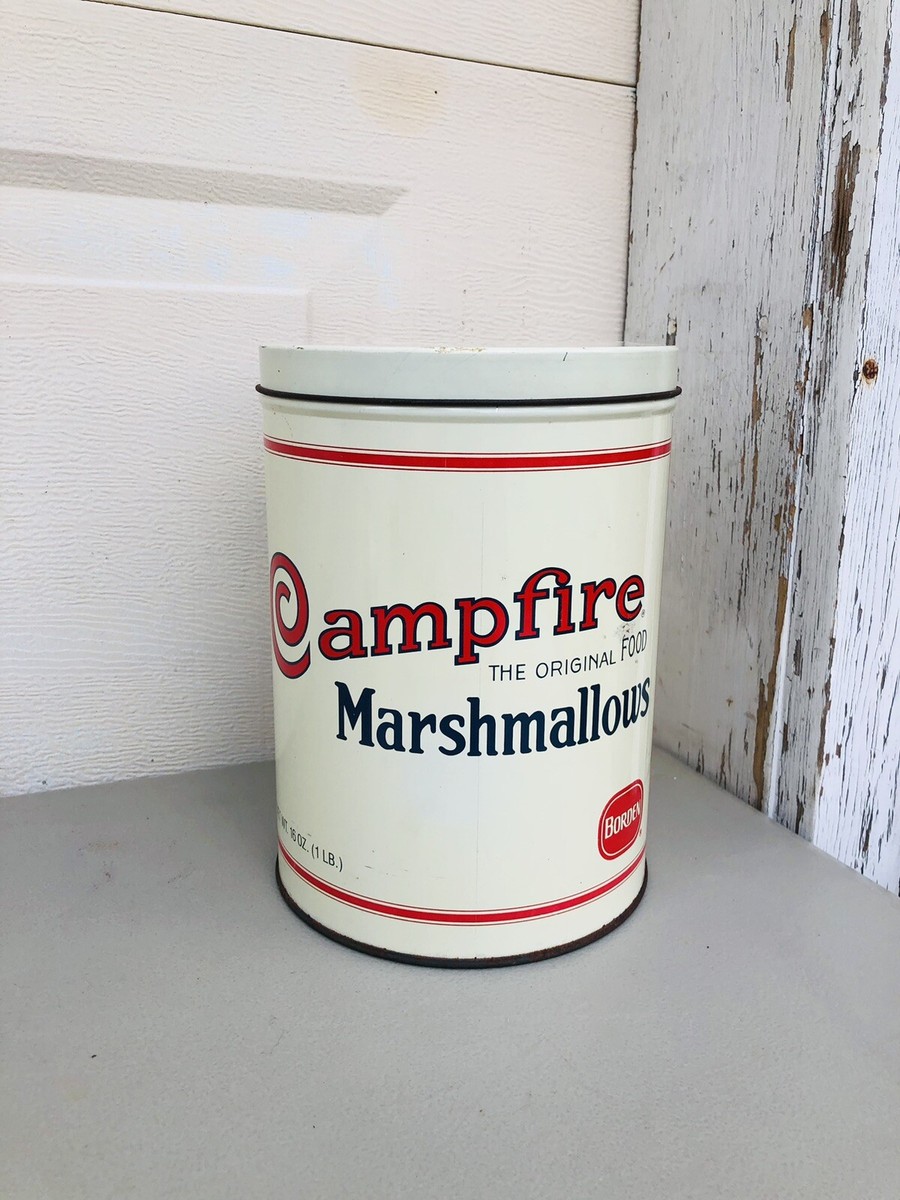 Campfire®
THE ORIGINAL FOOD
Marshmallows
WT. 16 OZ. (1 LB.)
BORDEN